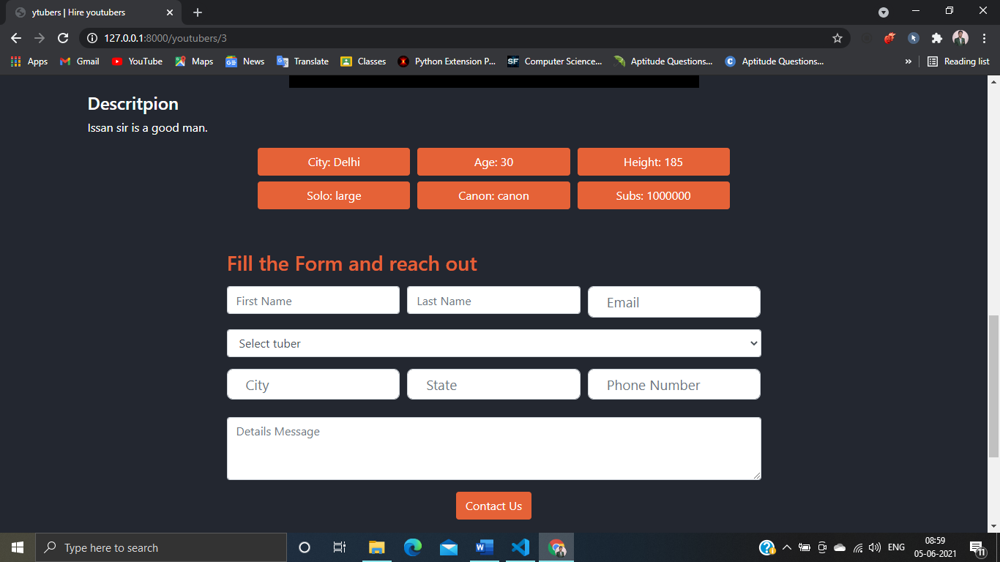 ytubers | Hire youtubers
127.0.0.1:8000/youtubers/3
Apps Gmail YouTube Maps News Translate Classes Python Extension P... Computer Science... Aptitude Questions... Aptitude Questions... » Reading list
Descritpion
Issan sir is a good man.
City: Delhi Age: 30 Height: 185
Solo: large Canon: canon Subs: 1000000
Fill the Form and reach out
First Name Last Name Email
Select tuber
City State Phone Number
Details Message
Contact Us
Type here to search
ENG
08:59
05-06-2021
11